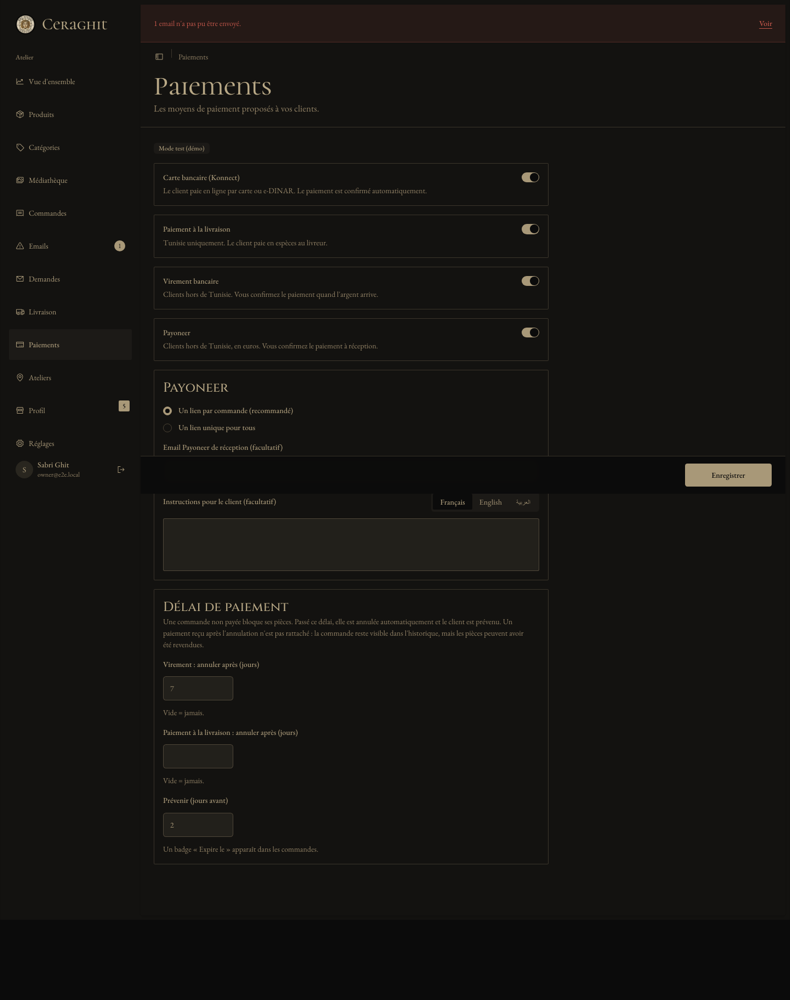 CERAGHIT
1 email n'a pas pu être envoyé.
Voir
Atelier
Vue d'ensemble
Produits
Catégories
Médiathèque
Commandes
Emails
1
Demandes
Livraison
Paiements
Ateliers
Profil
5
Réglages
S
Sabri Ghit
owner@c2c.local
Paiements
Paiements
Les moyens de paiement proposés à vos clients.
Mode test (démo)
Carte bancaire (Konnect)
Le client paie en ligne par carte ou e-DINAR. Le paiement est confirmé automatiquement.
Paiement à la livraison
Tunisie uniquement. Le client paie en espèces au livreur.
Virement bancaire
Clients hors de Tunisie. Vous confirmez le paiement quand l'argent arrive.
Payoneer
Clients hors de Tunisie, en euros. Vous confirmez le paiement à réception.
PAYONEER
Un lien par commande (recommandé)
Un lien unique pour tous
Email Payoneer de réception (facultatif)
Enregistrer
Instructions pour le client (facultatif)
Français
English
العربية
DÉLAI DE PAIEMENT
Une commande non payée bloque ses pièces. Passé ce délai, elle est annulée automatiquement et le client est prévenu. Un
paiement reçu après l'annulation n'est pas rattaché : la commande reste visible dans l'historique, mais les pièces peuvent avoir
été revendues.
Virement : annuler après (jours)
7
Vide = jamais.
Paiement à la livraison : annuler après (jours)
Vide = jamais.
Prévenir (jours avant)
2
Un badge « Expire le » apparaît dans les commandes.